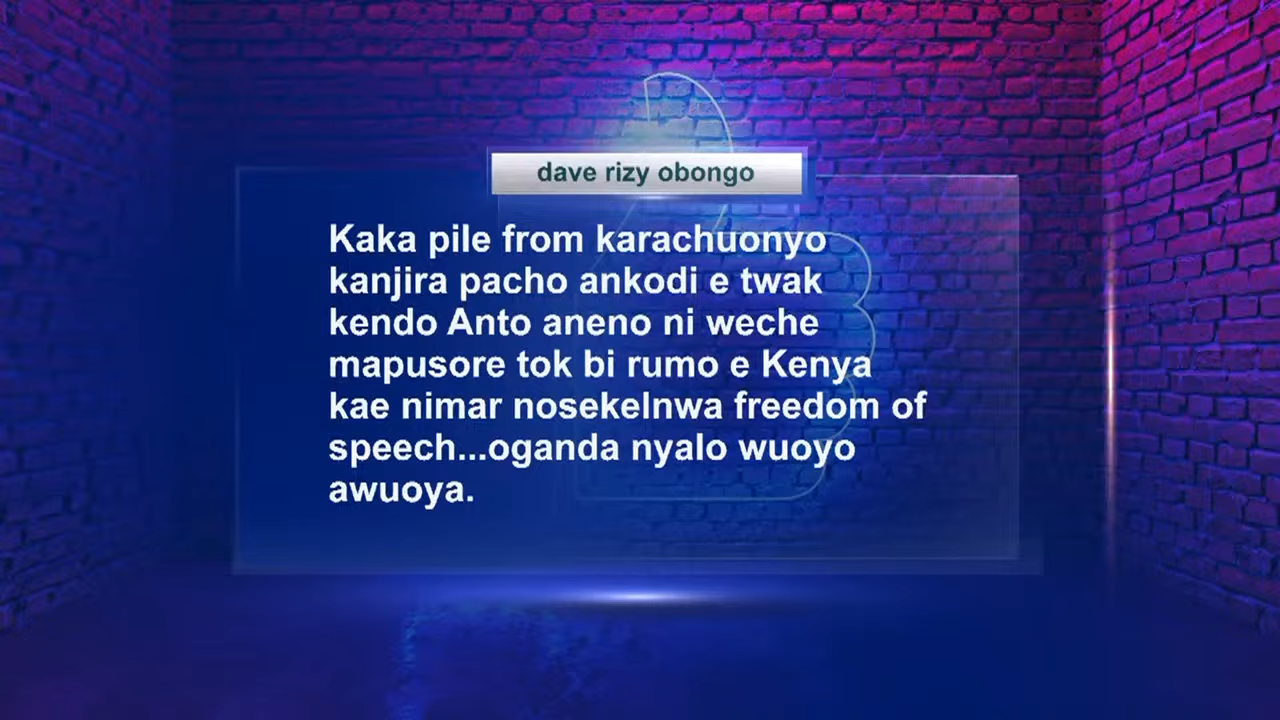 dave rizy obongo
Kaka pile from karachuonyo
kanjira pacho ankodi e twak
kendo Anto aneno ni weche
mapusore tok bi rumo e Kenya
kae nimar nosekelnwa freedom of
speech...oganda nyalo wuoyo
awuoya.